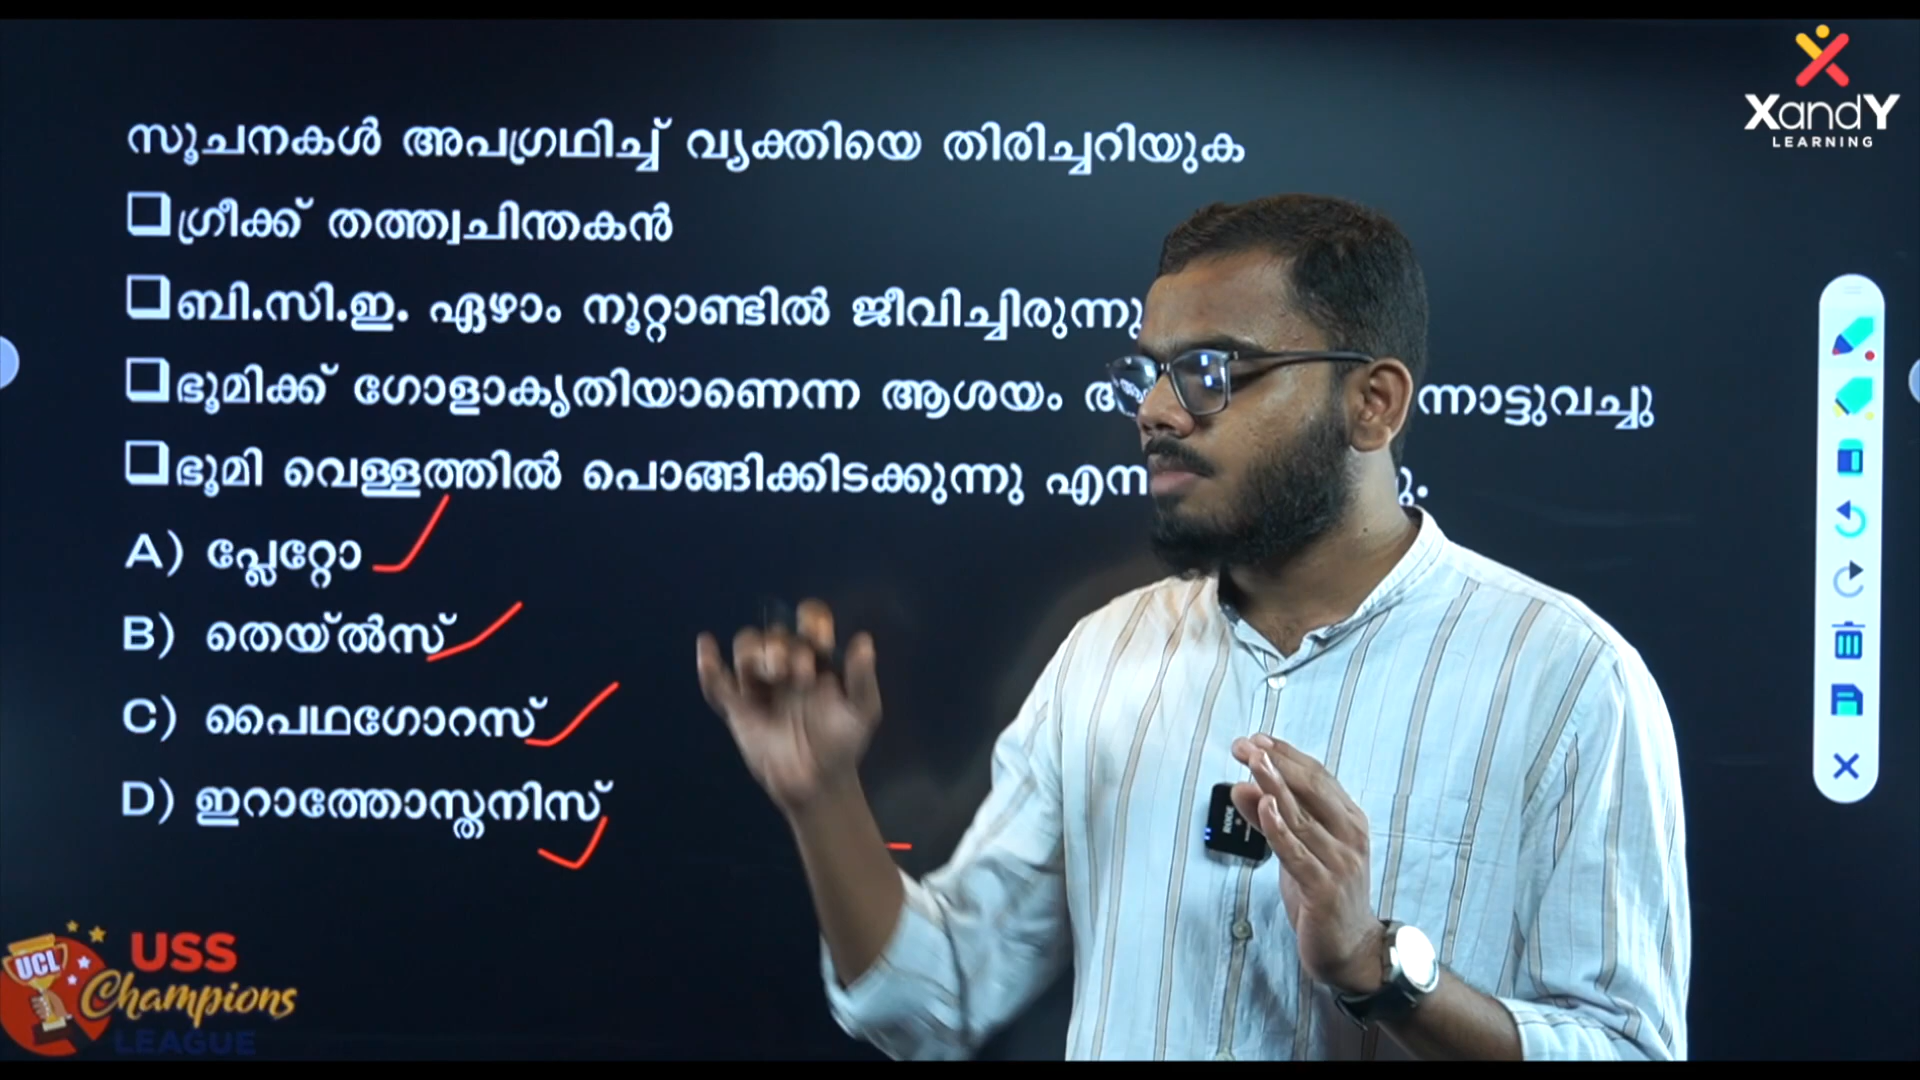 XandY
LEARNING
സൂചനകൾ അപഗ്രഥിച്ച് വ്യക്തിയെ തിരിച്ചറിയുക
ഗ്രീക്ക് തത്ത്വചിന്തകൻ
ബി.സി.ഇ. ഏഴാം നൂറ്റാണ്ടിൽ ജീവിച്ചിരുന്നു
ഭൂമിക്ക് ഗോളാകൃതിയാണെന്ന ആശയം
ഭൂമി വെള്ളത്തിൽ പൊങ്ങിക്കിടക്കുന്നു
A) പ്ലേറ്റോ
B) തെയ്ൽസ്
C) പൈഥഗോറസ്
D) ഇറാത്തോസ്തനിസ്
UCL
USS
Champions
LEAGUE
RODE